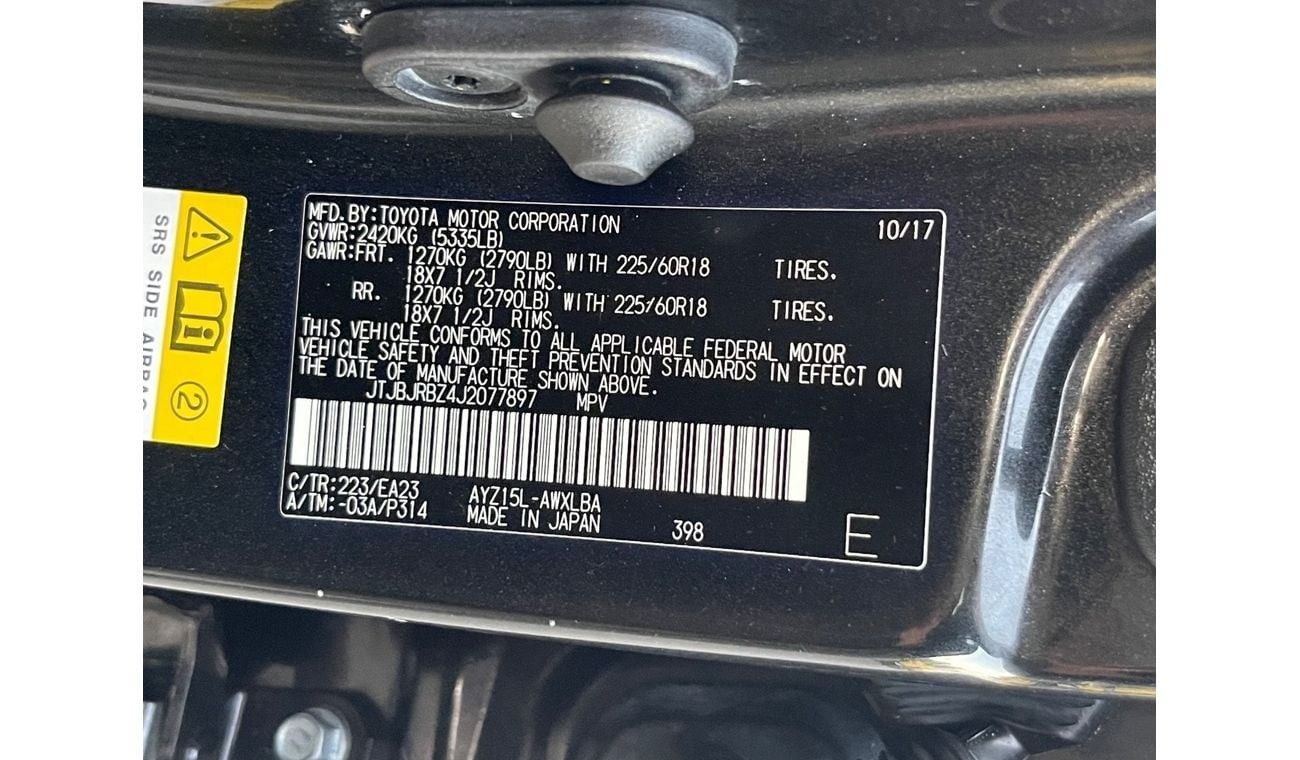 MFD.BY:TOYOTA MOTOR CORPORATION 10/17
GVWR:2420KG (5335LB)
GAWR:FRT. 1270KG (2790LB) WITH 225/60R18 TIRES.
18X7 1/2J RIMS.
RR. 1270KG (2790LB) WITH 225/60R18 TIRES.
18X7 1/2J RIMS.
THIS VEHICLE CONFORMS TO ALL APPLICABLE FEDERAL MOTOR
VEHICLE SAFETY AND THEFT PREVENTION STANDARDS IN EFFECT ON
THE DATE OF MANUFACTURE SHOWN ABOVE.
JTJBJRBZ4J2077897 MPV
C/TR:223/EA23 AYZ15L-AWXLBA
A/TM:-03A/P314 MADE IN JAPAN 398 E
SRS SIDE AIRBAG
2